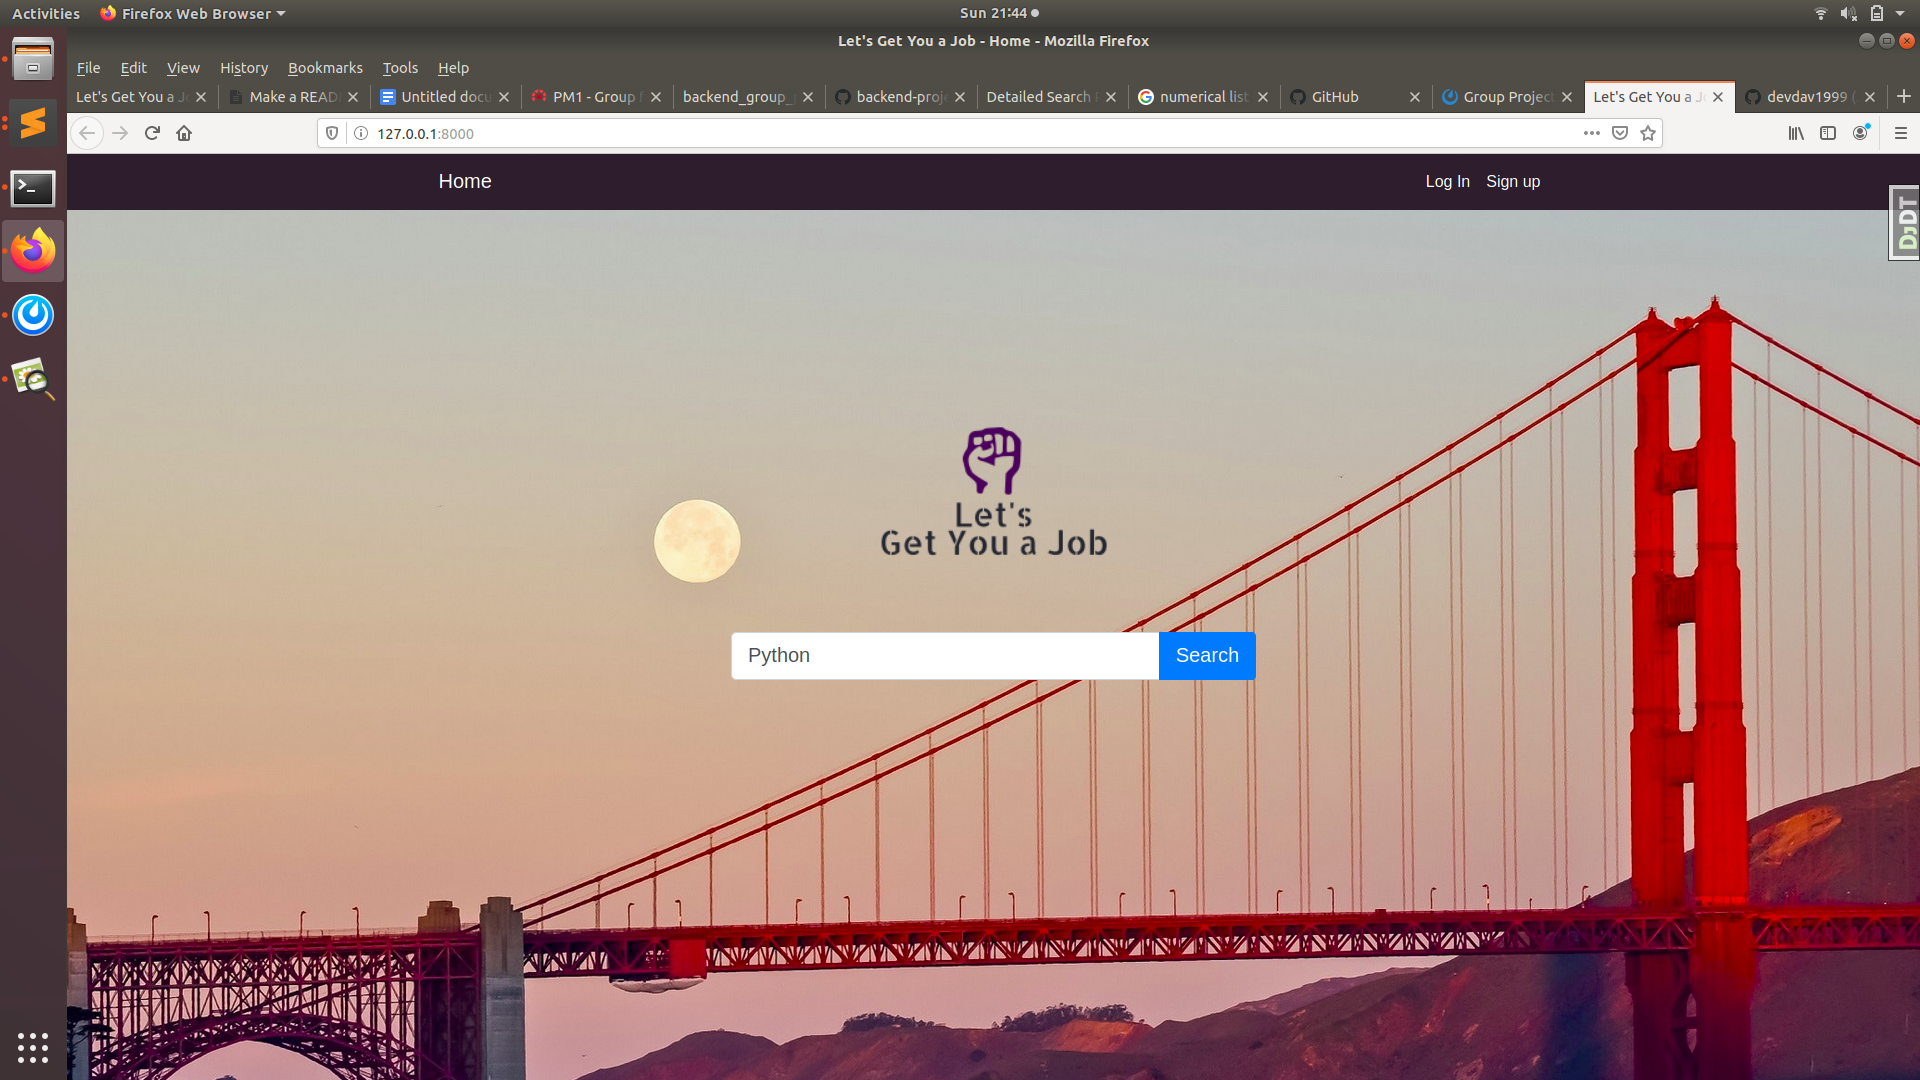 Activities
Firefox Web Browser
Sun 21:44
Let's Get You a Job - Home - Mozilla Firefox
File Edit View History Bookmarks Tools Help
Let's Get You a J
Make a READ
Untitled docu
PM1 - Group
backend_group_
backend-proj
Detailed Search
numerical list
GitHub
Group Project
Let's Get You a J
devdav1999 (
127.0.0.1:8000
Home
Log In
Sign up
DJDT
Let's
Get You a Job
Python
Search